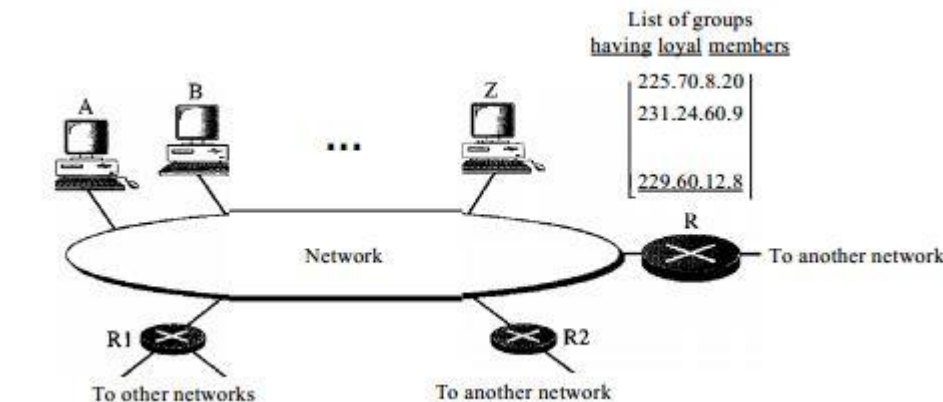 List of groups
having loyal members
225.70.8.20
231.24.60.9
229.60.12.8
A
B
...
Z
R
Network
To another network
R1
R2
To other networks
To another network